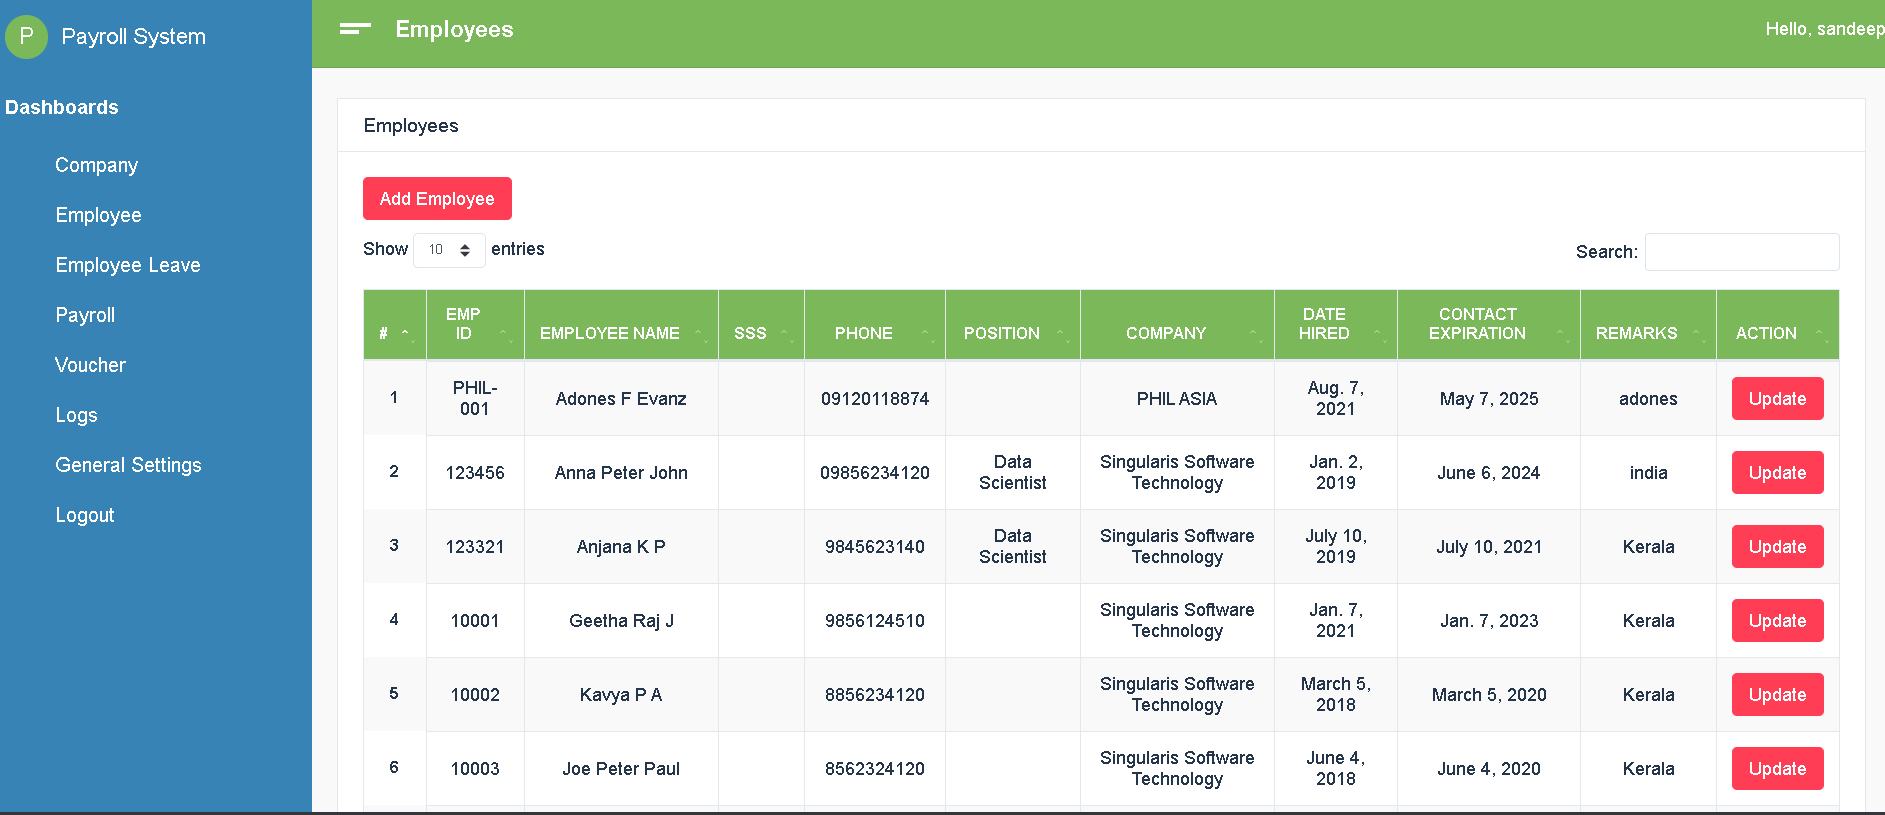 P Payroll System
Employees
Hello, sandeep
Dashboards
Company
Employee
Employee Leave
Payroll
Voucher
Logs
General Settings
Logout
Employees
Add Employee
Show 10 entries
Search:
# EMP ID EMPLOYEE NAME SSS PHONE POSITION COMPANY DATE HIRED CONTACT EXPIRATION REMARKS ACTION
1 PHIL-001 Adones F Evanz 09120118874 PHIL ASIA Aug. 7, 2021 May 7, 2025 adones Update
2 123456 Anna Peter John 09856234120 Data Scientist Singularis Software Technology Jan. 2, 2019 June 6, 2024 india Update
3 123321 Anjana K P 9845623140 Data Scientist Singularis Software Technology July 10, 2019 July 10, 2021 Kerala Update
4 10001 Geetha Raj J 9856124510 Singularis Software Technology Jan. 7, 2021 Jan. 7, 2023 Kerala Update
5 10002 Kavya P A 8856234120 Singularis Software Technology March 5, 2018 March 5, 2020 Kerala Update
6 10003 Joe Peter Paul 8562324120 Singularis Software Technology June 4, 2018 June 4, 2020 Kerala Update